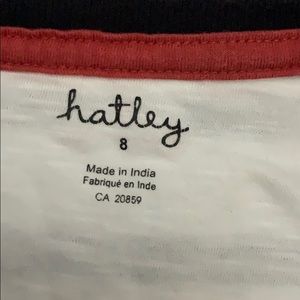 hatley
8
Made in India
Fabriqué en Inde
CA 20859